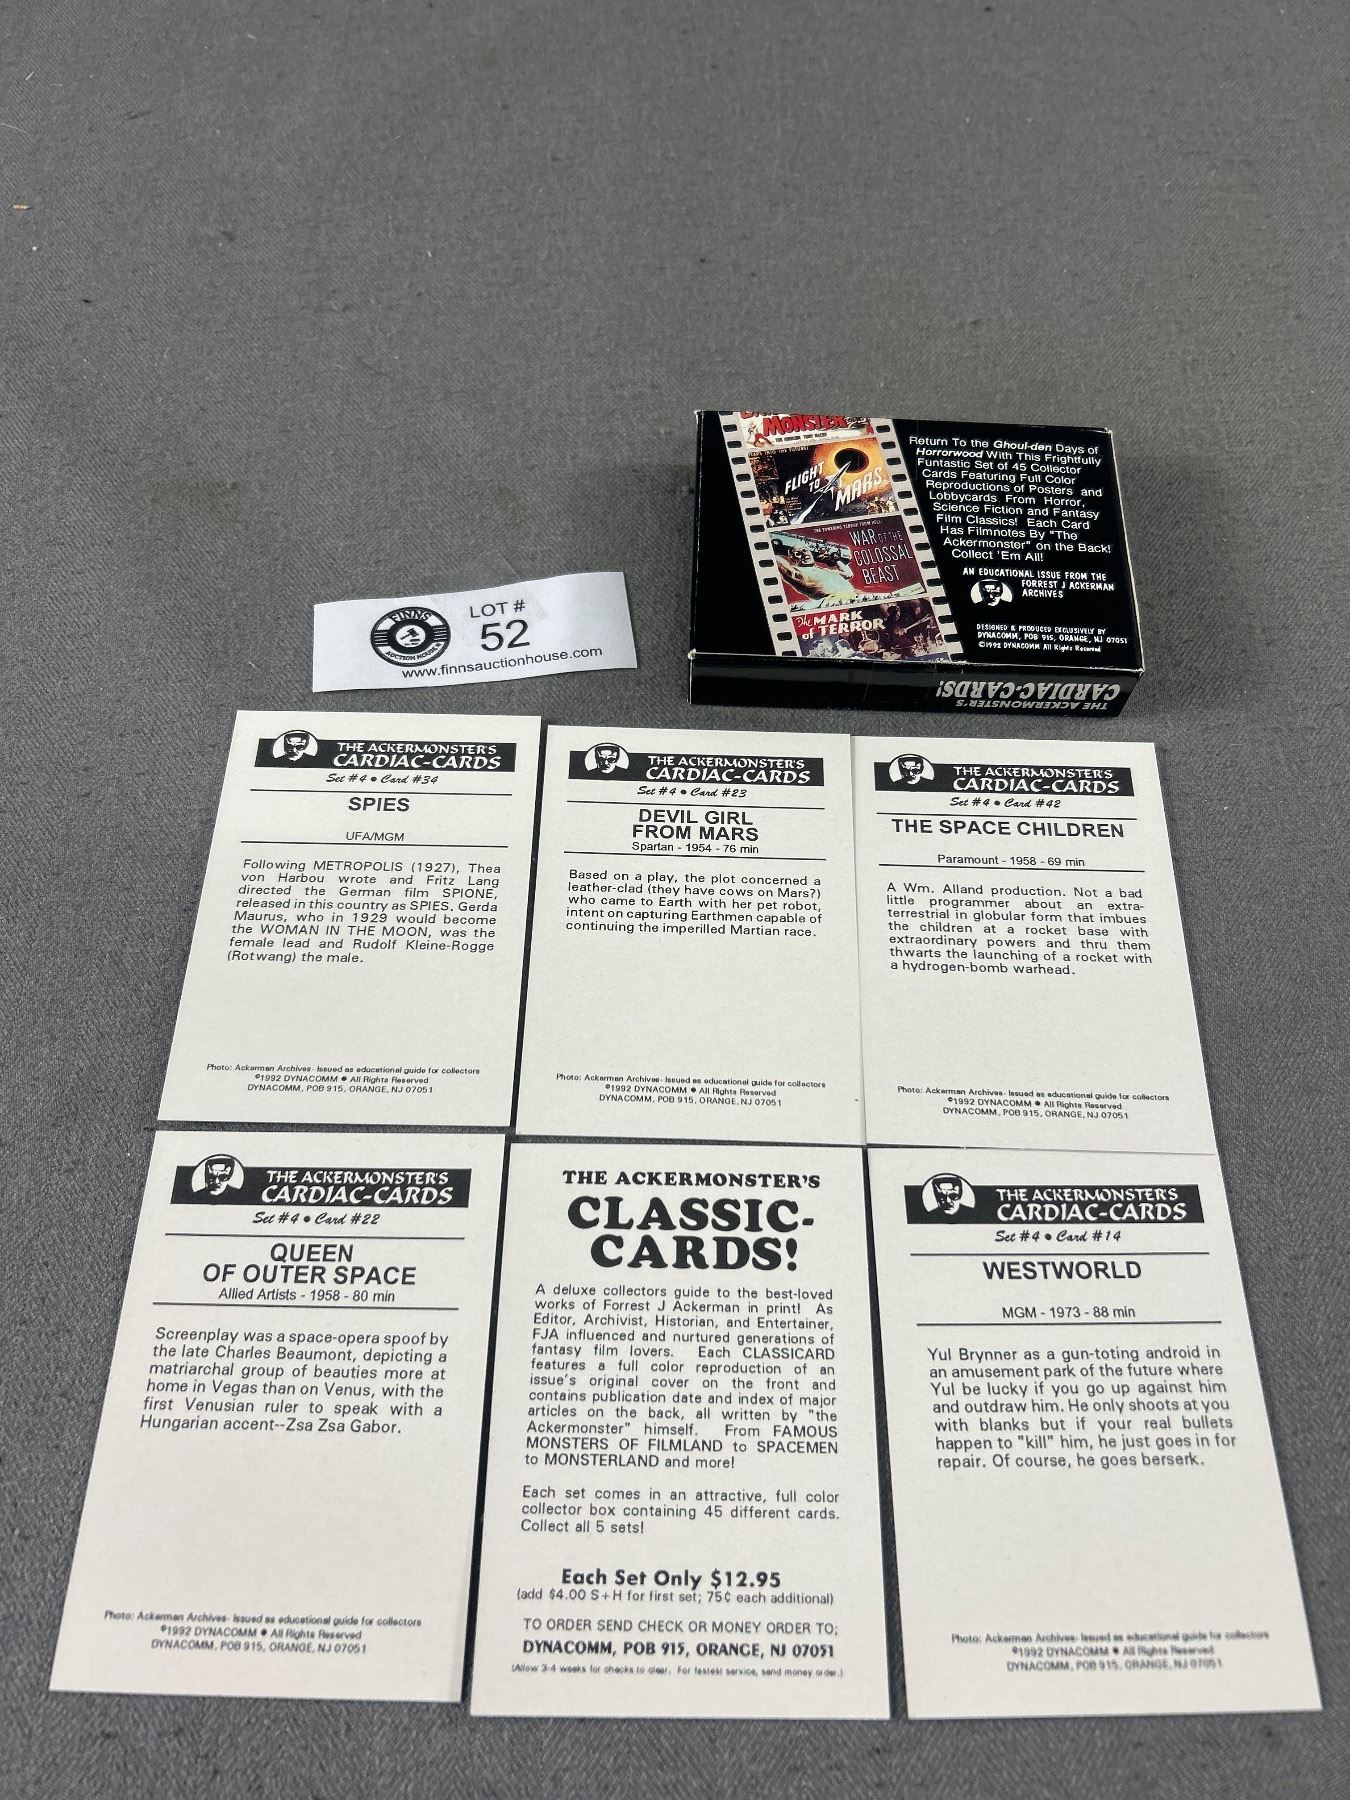 MONSTER
FLIGHT
TO
MARS
THE TOWERING TERROR FROM HELL!
WAR OF THE
COLOSSAL
BEAST
The MARK
of TERROR
Return To the Ghoul-den Days of
Horrorwood With This Frightfully
Funtastic Set of 45 Collector
Cards Featuring Full Color
Reproductions of Posters and
Lobbycards From Horror,
Science Fiction and Fantasy
Film Classics! Each Card
Has Filmnotes By "The
Ackermonster" on the Back!
Collect 'Em All!
AN EDUCATIONAL ISSUE FROM THE
FORREST J ACKERMAN
ARCHIVES
DESIGNED & PRODUCED EXCLUSIVELY BY
DYNACOMM, POB 915, ORANGE, NJ 07051
©1992 DYNACOMM All Rights Reserved
THE ACKERMONSTER'S
CARDIAC-CARDS!
FINNS
AUCTION HOUSE
LOT #
52
www.finnsauctionhouse.com
THE ACKERMONSTER'S
CARDIAC-CARDS
Set #4 • Card #34
SPIES
UFA/MGM
Following METROPOLIS (1927), Thea
von Harbou wrote and Fritz Lang
directed the German film SPIONE,
released in this country as SPIES. Gerda
Maurus, who in 1929 would become
the WOMAN IN THE MOON, was the
female lead and Rudolf Kleine-Rogge
(Rotwang) the male.
Photo: Ackerman Archives- Issued as educational guide for collectors
©1992 DYNACOMM • All Rights Reserved
DYNACOMM, POB 915, ORANGE, NJ 07051
THE ACKERMONSTER'S
CARDIAC-CARDS
Set #4 • Card #23
DEVIL GIRL
FROM MARS
Spartan - 1954 - 76 min
Based on a play, the plot concerned a
leather-clad (they have cows on Mars?)
who came to Earth with her pet robot,
intent on capturing Earthmen capable of
continuing the imperilled Martian race.
Photo: Ackerman Archives- Issued as educational guide for collectors
©1992 DYNACOMM • All Rights Reserved
DYNACOMM, POB 915, ORANGE, NJ 07051
THE ACKERMONSTER'S
CARDIAC-CARDS
Set #4 • Card #42
THE SPACE CHILDREN
Paramount - 1958 - 69 min
A Wm. Alland production. Not a bad
little programmer about an extra-
terrestrial in globular form that imbues
the children at a rocket base with
extraordinary powers and thru them
thwarts the launching of a rocket with
a hydrogen-bomb warhead.
Photo: Ackerman Archives- Issued as educational guide for collectors
©1992 DYNACOMM • All Rights Reserved
DYNACOMM, POB 915, ORANGE, NJ 07051
THE ACKERMONSTER'S
CARDIAC-CARDS
Set #4 • Card #22
QUEEN
OF OUTER SPACE
Allied Artists - 1958 - 80 min
Screenplay was a space-opera spoof by
the late Charles Beaumont, depicting a
matriarchal group of beauties more at
home in Vegas than on Venus, with the
first Venusian ruler to speak with a
Hungarian accent--Zsa Zsa Gabor.
Photo: Ackerman Archives- Issued as educational guide for collectors
©1992 DYNACOMM • All Rights Reserved
DYNACOMM, POB 915, ORANGE, NJ 07051
THE ACKERMONSTER'S
CLASSIC-
CARDS!
A deluxe collectors guide to the best-loved
works of Forrest J Ackerman in print! As
Editor, Archivist, Historian, and Entertainer,
FJA influenced and nurtured generations of
fantasy film lovers. Each CLASSICARD
features a full color reproduction of an
issue's original cover on the front and
contains publication date and index of major
articles on the back, all written by "the
Ackermonster" himself. From FAMOUS
MONSTERS OF FILMLAND to SPACEMEN
to MONSTERLAND and more!
Each set comes in an attractive, full color
collector box containing 45 different cards.
Collect all 5 sets!
Each Set Only $12.95
(add $4.00 S+H for first set; 75¢ each additional)
TO ORDER SEND CHECK OR MONEY ORDER TO;
DYNACOMM, POB 915, ORANGE, NJ 07051
(Allow 3-4 weeks for checks to clear. For fastest service, send money order.)
THE ACKERMONSTER'S
CARDIAC-CARDS
Set #4 • Card #14
WESTWORLD
MGM - 1973 - 88 min
Yul Brynner as a gun-toting android in
an amusement park of the future where
Yul be lucky if you go up against him
and outdraw him. He only shoots at you
with blanks but if your real bullets
happen to "kill" him, he just goes in for
repair. Of course, he goes berserk.
Photo: Ackerman Archives- Issued as educational guide for collectors
©1992 DYNACOMM • All Rights Reserved
DYNACOMM, POB 915, ORANGE, NJ 07051